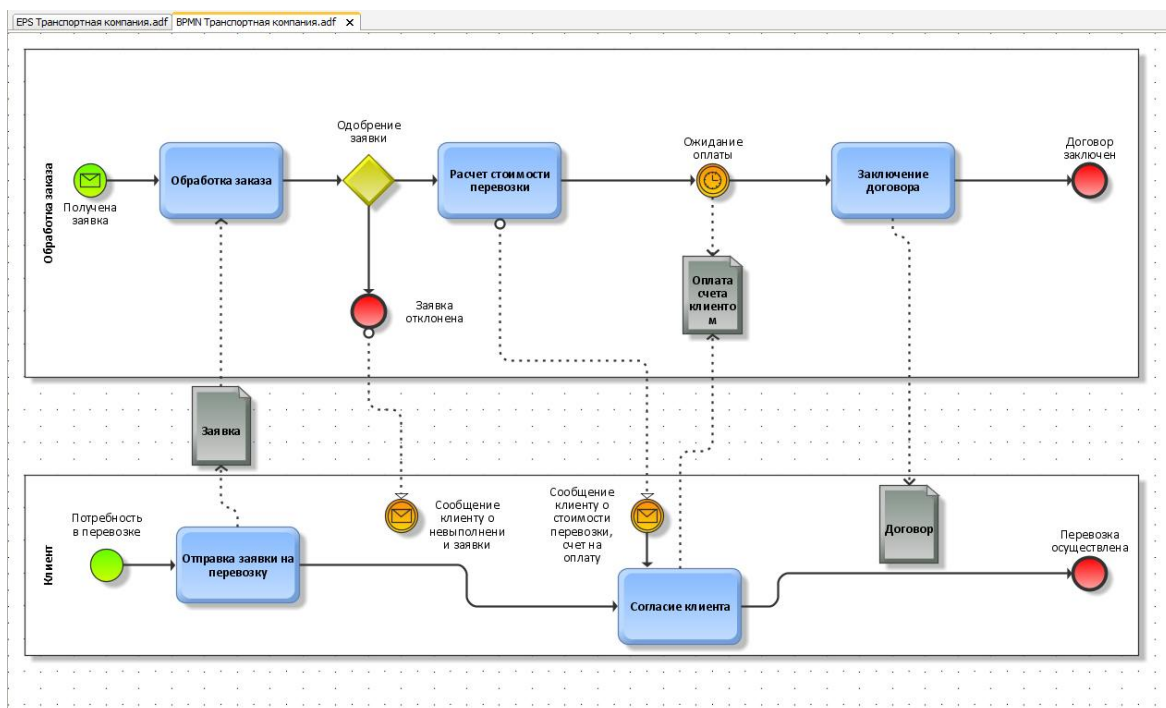 EPS Транспортная компания.adf
BPMN Транспортная компания.adf
Обработка заказа
Получена
заявка
Обработка заказа
Одобрение
заявки
Расчет стоимости
перевозки
Ожидание
оплаты
Заключение
договора
Договор
заключен
Заявка
отклонена
Оплата
счета
клиенто
м
Заявка
Клиент
Потребность
в перевозке
Отправка заявки на
перевозку
Сообщение
клиенту о
невыполнени
и заявки
Сообщение
клиенту о
стоимости
перевозки,
счет на
оплату
Согласие клиента
Договор
Перевозка
осуществлена